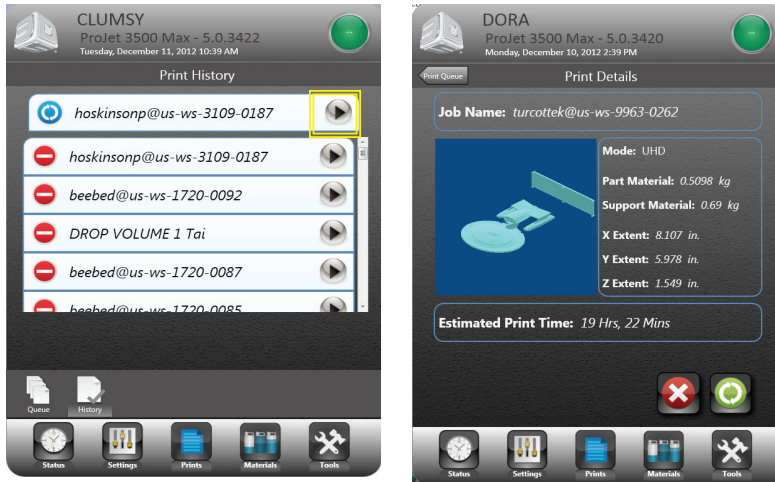 CLUMSY
ProJet 3500 Max - 5.0.3422
Tuesday, December 11, 2012 10:39 AM
Print History
hoskinsonp@us-ws-3109-0187
hoskinsonp@us-ws-3109-0187
beebed@us-ws-1720-0092
DROP VOLUME 1 Tai
beebed@us-ws-1720-0087
beebed@us-ws-1720-0085
Queue
History
Status
Settings
Prints
Materials
Tools
DORA
ProJet 3500 Max - 5.0.3420
Monday, December 10, 2012 2:39 PM
Print Queue
Print Details
Job Name: turcottek@us-ws-9963-0262
Mode: UHD
Part Material: 0.5098 kg
Support Material: 0.69 kg
X Extent: 8.107 in.
Y Extent: 5.978 in.
Z Extent: 1.549 in.
Estimated Print Time: 19 Hrs, 22 Mins
Status
Settings
Prints
Materials
Tools